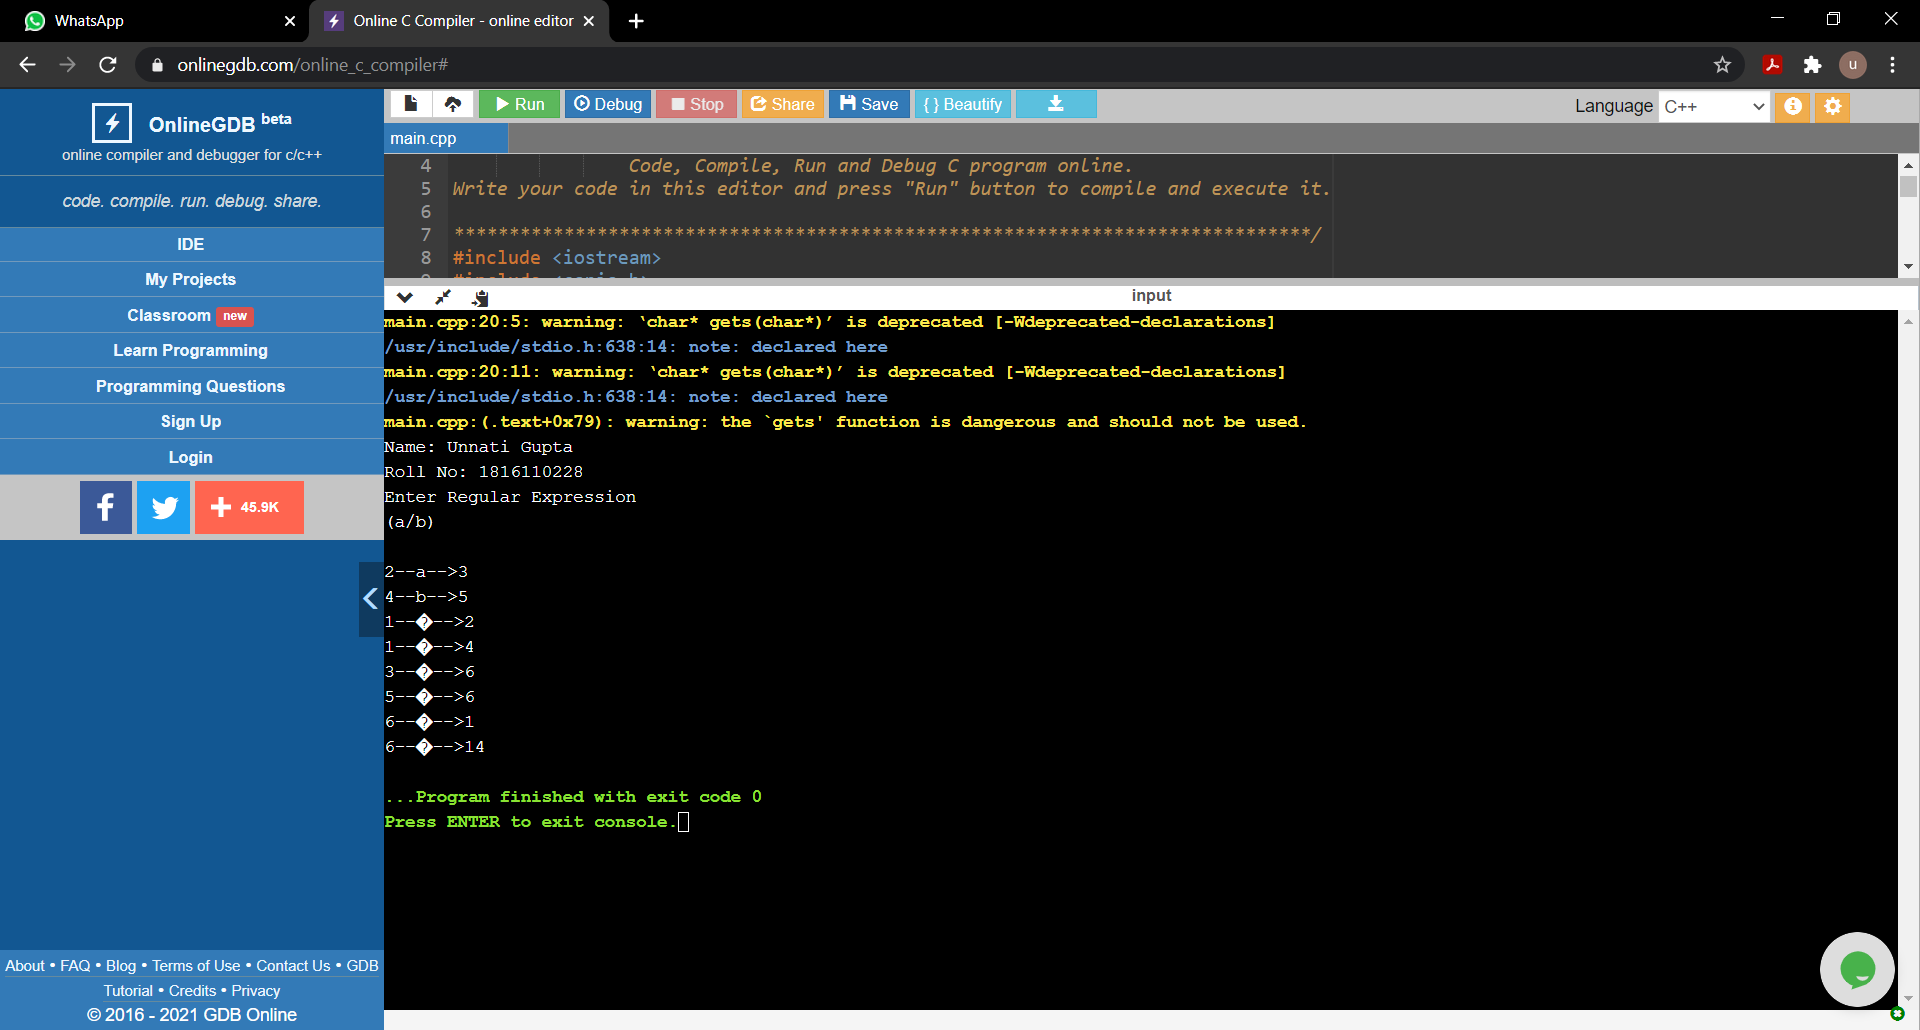 WhatsApp
Online C Compiler - online editor
onlinegdb.com/online_c_compiler#
u
OnlineGDB beta
online compiler and debugger for c/c++
code. compile. run. debug. share.
IDE
My Projects
Classroom new
Learn Programming
Programming Questions
Sign Up
Login
45.9K
About • FAQ • Blog • Terms of Use • Contact Us • GDB
Tutorial • Credits • Privacy
© 2016 - 2021 GDB Online
Run Debug Stop Share Save {} Beautify
Language C++
main.cpp
4 Code, Compile, Run and Debug C program online.
5 Write your code in this editor and press "Run" button to compile and execute it.
6
7 *******************************************************************************/
8 #include <iostream>
input
main.cpp:20:5: warning: ‘char* gets(char*)’ is deprecated [-Wdeprecated-declarations]
/usr/include/stdio.h:638:14: note: declared here
main.cpp:20:11: warning: ‘char* gets(char*)’ is deprecated [-Wdeprecated-declarations]
/usr/include/stdio.h:638:14: note: declared here
main.cpp:(.text+0x79): warning: the `gets' function is dangerous and should not be used.
Name: Unnati Gupta
Roll No: 1816110228
Enter Regular Expression
(a/b)
2--a-->3
4--b-->5
1--�-->2
1--�-->4
3--�-->6
5--�-->6
6--�-->1
6--�-->14
...Program finished with exit code 0
Press ENTER to exit console.